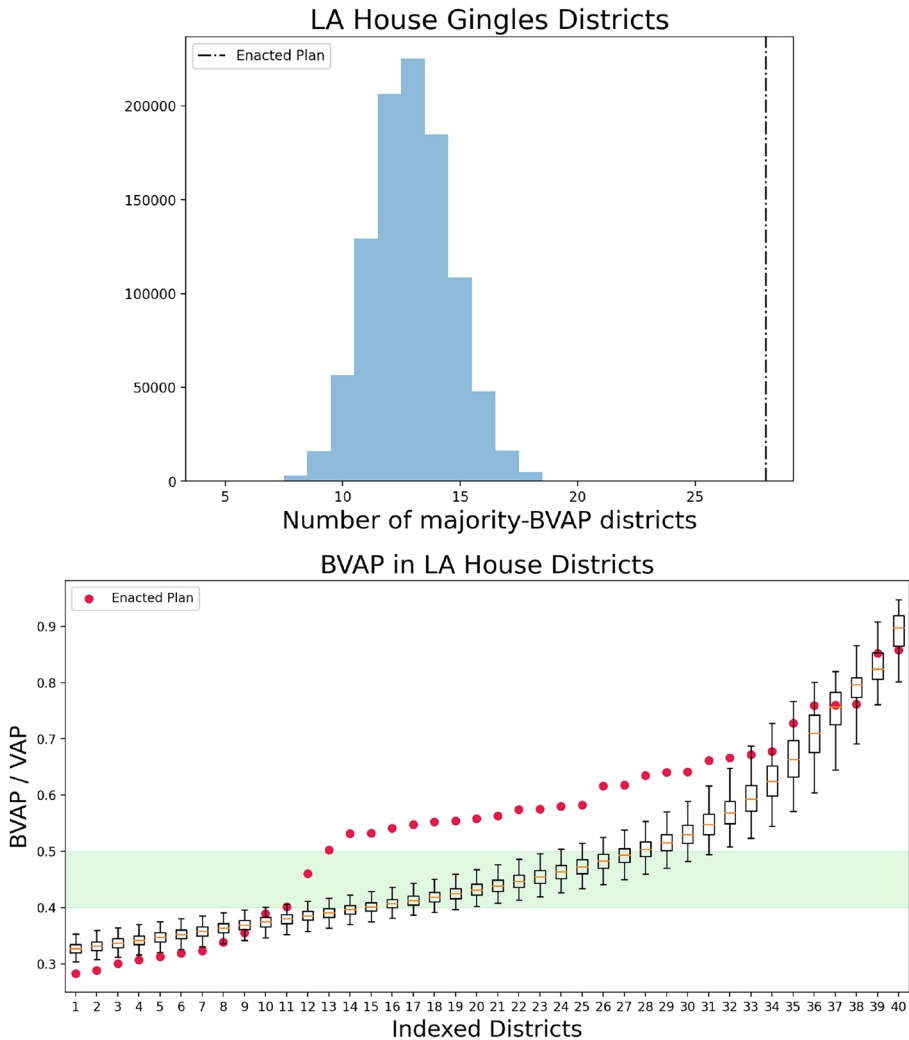 LA House Gingles Districts
Enacted Plan
200000
150000
100000
50000
0
5 10 15 20 25
Number of majority-BVAP districts
BVAP in LA House Districts
Enacted Plan
0.9
0.8
0.7
0.6
0.5
0.4
0.3
BVAP / VAP
1 2 3 4 5 6 7 8 9 10 11 12 13 14 15 16 17 18 19 20 21 22 23 24 25 26 27 28 29 30 31 32 33 34 35 36 37 38 39 40
Indexed Districts